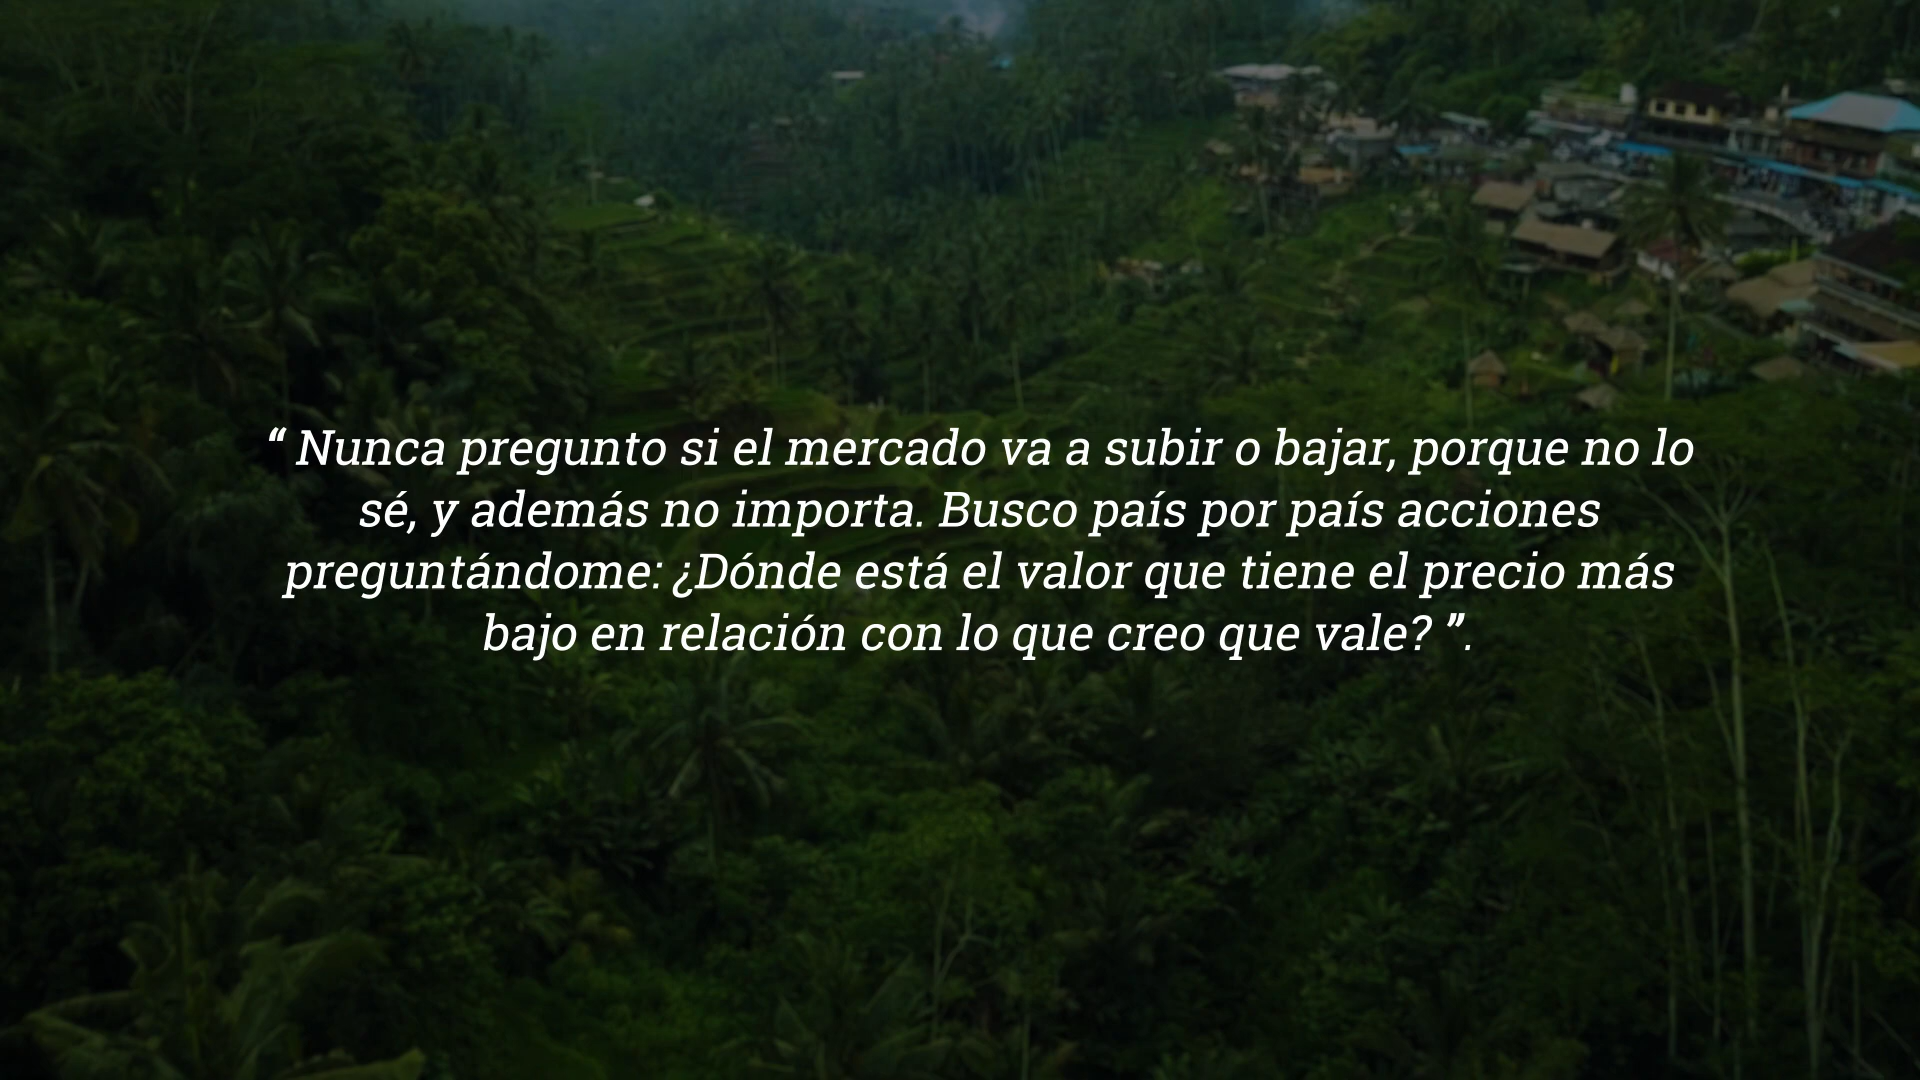 “ Nunca pregunto si el mercado va a subir o bajar, porque no lo
sé, y además no importa. Busco país por país acciones
preguntándome: ¿Dónde está el valor que tiene el precio más
bajo en relación con lo que creo que vale? ”.